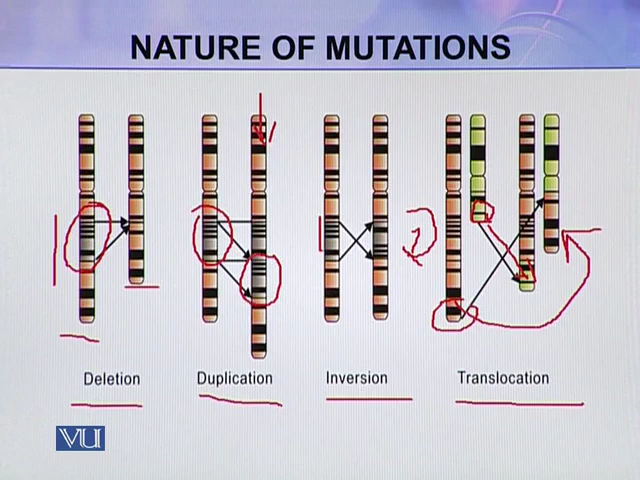 NATURE OF MUTATIONS
Deletion
Duplication
Inversion
Translocation
VU